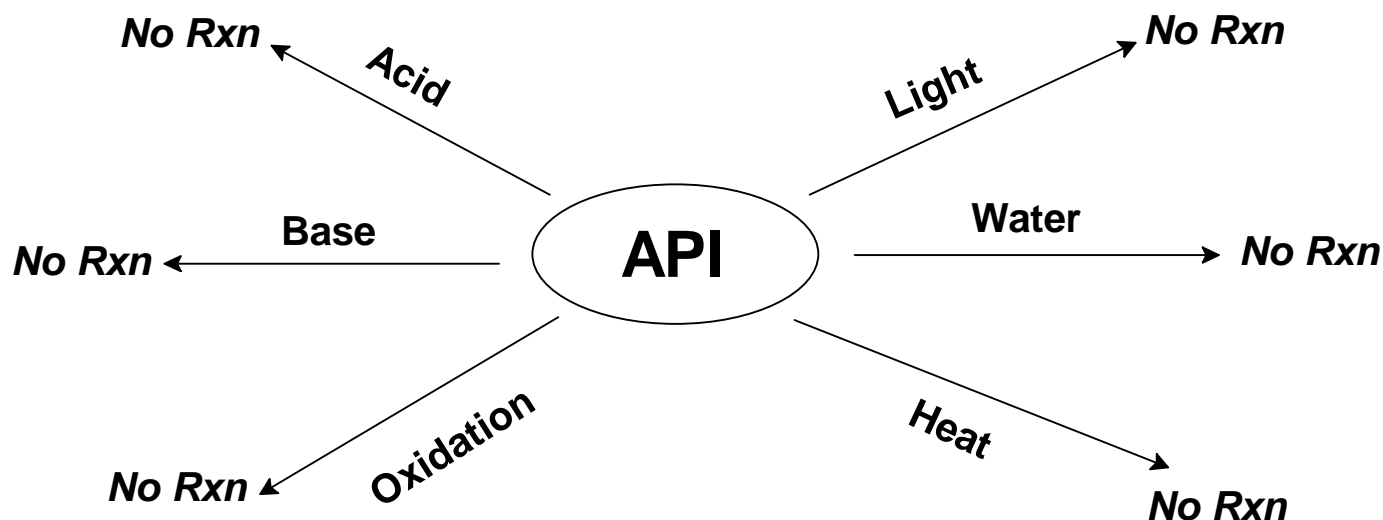 No Rxn
Acid
Light
No Rxn
No Rxn
Base
API
Water
No Rxn
No Rxn
Oxidation
Heat
No Rxn